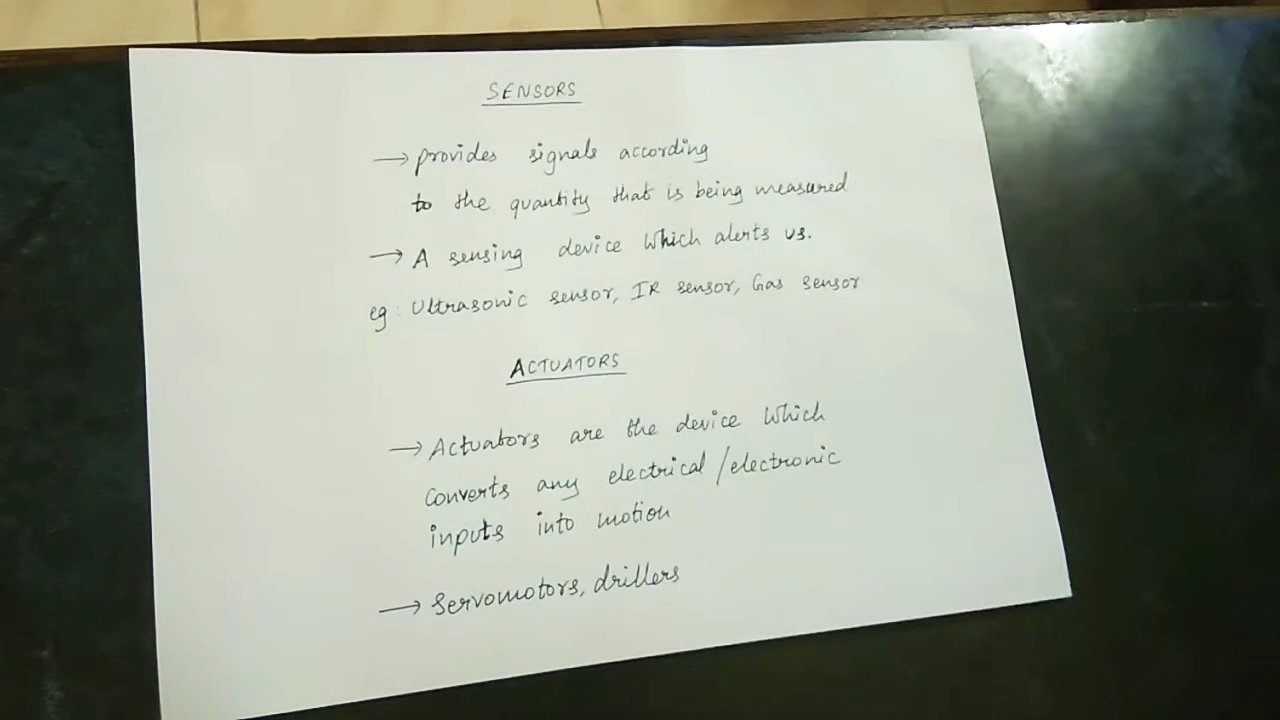 SENSORS
→ provides signals according
to the quantity that is being measured
→ A sensing device which alerts us.
eg: Ultrasonic sensor, IR sensor, Gas sensor
ACTUATORS
→ Actuators are the device which
converts any electrical/electronic
inputs into motion
→ Servomotors, drillers